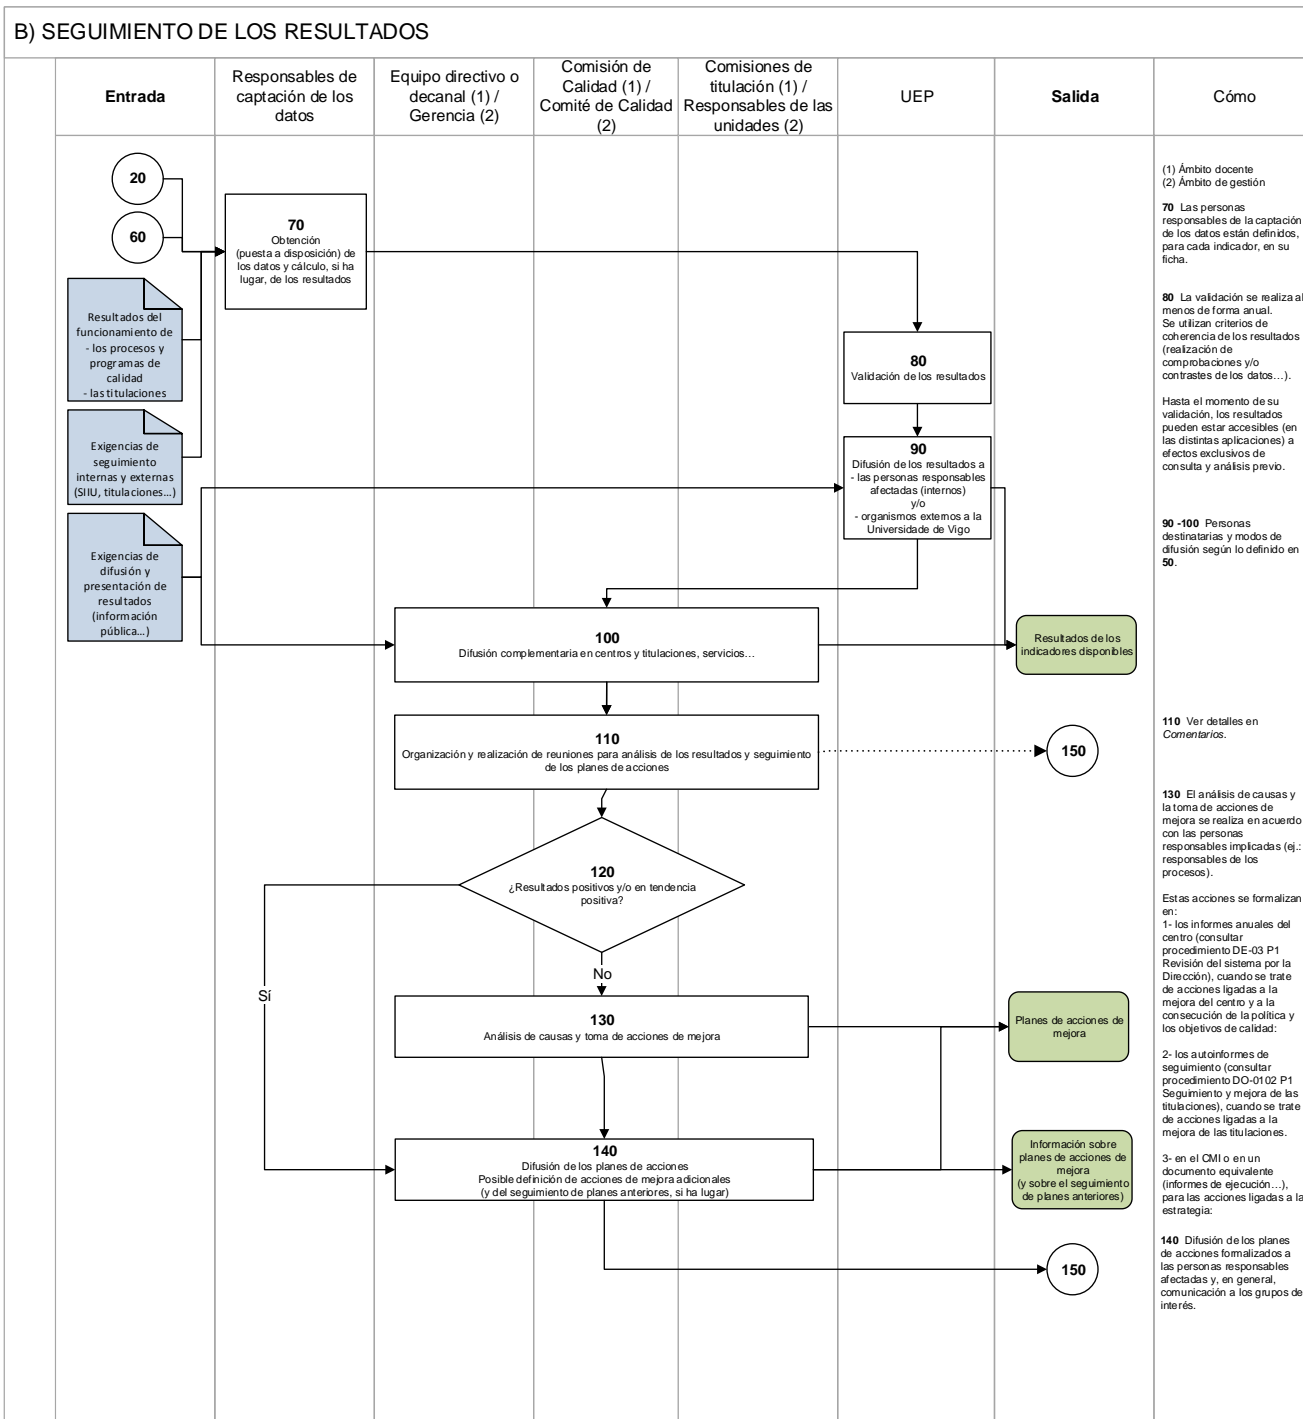 B) SEGUIMIENTO DE LOS RESULTADOS
Entrada
Responsables de
captación de los
datos
Equipo directivo o
decanal (1) /
Gerencia (2)
Comisión de
Calidad (1) /
Comité de Calidad
(2)
Comisiones de
titulación (1) /
Responsables de las
unidades (2)
UEP
Salida
Cómo
20
60
Resultados del
funcionamiento de
- los procesos y
programas de
calidad
- las titulaciones
Exigencias de
seguimiento
internas y externas
(SIIU, titulaciones...)
Exigencias de
difusión y
presentación de
resultados
(información
pública...)
70
Obtención
(puesta a disposición) de
los datos y cálculo, si ha
lugar, de los resultados
80
Validación de los resultados
90
Difusión de los resultados a
- las personas responsables
afectadas (internos)
y/o
- organismos externos a la
Universidade de Vigo
100
Difusión complementaria en centros y titulaciones, servicios...
Resultados de los
indicadores disponibles
110
Organización y realización de reuniones para análisis de los resultados y seguimiento
de los planes de acciones
150
120
¿Resultados positivos y/o en tendencia
positiva?
No
Sí
130
Análisis de causas y toma de acciones de mejora
Planes de acciones de
mejora
140
Difusión de los planes de acciones
Posible definición de acciones de mejora adicionales
(y del seguimiento de planes anteriores, si ha lugar)
Información sobre
planes de acciones de
mejora
(y sobre el seguimiento
de planes anteriores)
150
(1) Ámbito docente
(2) Ámbito de gestión
70 Las personas
responsables de la captación
de los datos están definidos,
para cada indicador, en su
ficha.
80 La validación se realiza al
menos de forma anual.
Se utilizan criterios de
coherencia de los resultados
(realización de
comprobaciones y/o
contrastes de los datos...).
Hasta el momento de su
validación, los resultados
pueden estar accesibles (en
las distintas aplicaciones) a
efectos exclusivos de
consulta y análisis previo.
90 -100 Personas
destinatarias y modos de
difusión según lo definido en
50.
110 Ver detalles en
Comentarios.
130 El análisis de causas y
la toma de acciones de
mejora se realiza en acuerdo
con las personas
responsables implicadas (ej.:
responsables de los
procesos).
Estas acciones se formalizan
en:
1- los informes anuales del
centro (consultar
procedimiento DE-03 P1
Revisión del sistema por la
Dirección), cuando se trate
de acciones ligadas a la
mejora del centro y a la
consecución de la política y
los objetivos de calidad:
2- los autoinformes de
seguimiento (consultar
procedimiento DO-0102 P1
Seguimiento y mejora de las
titulaciones), cuando se trate
de acciones ligadas a la
mejora de las titulaciones.
3- en el CMI o en un
documento equivalente
(informes de ejecución...),
para las acciones ligadas a la
estrategia:
140 Difusión de los planes
de acciones formalizados a
las personas responsables
afectadas y, en general,
comunicación a los grupos de
interés.